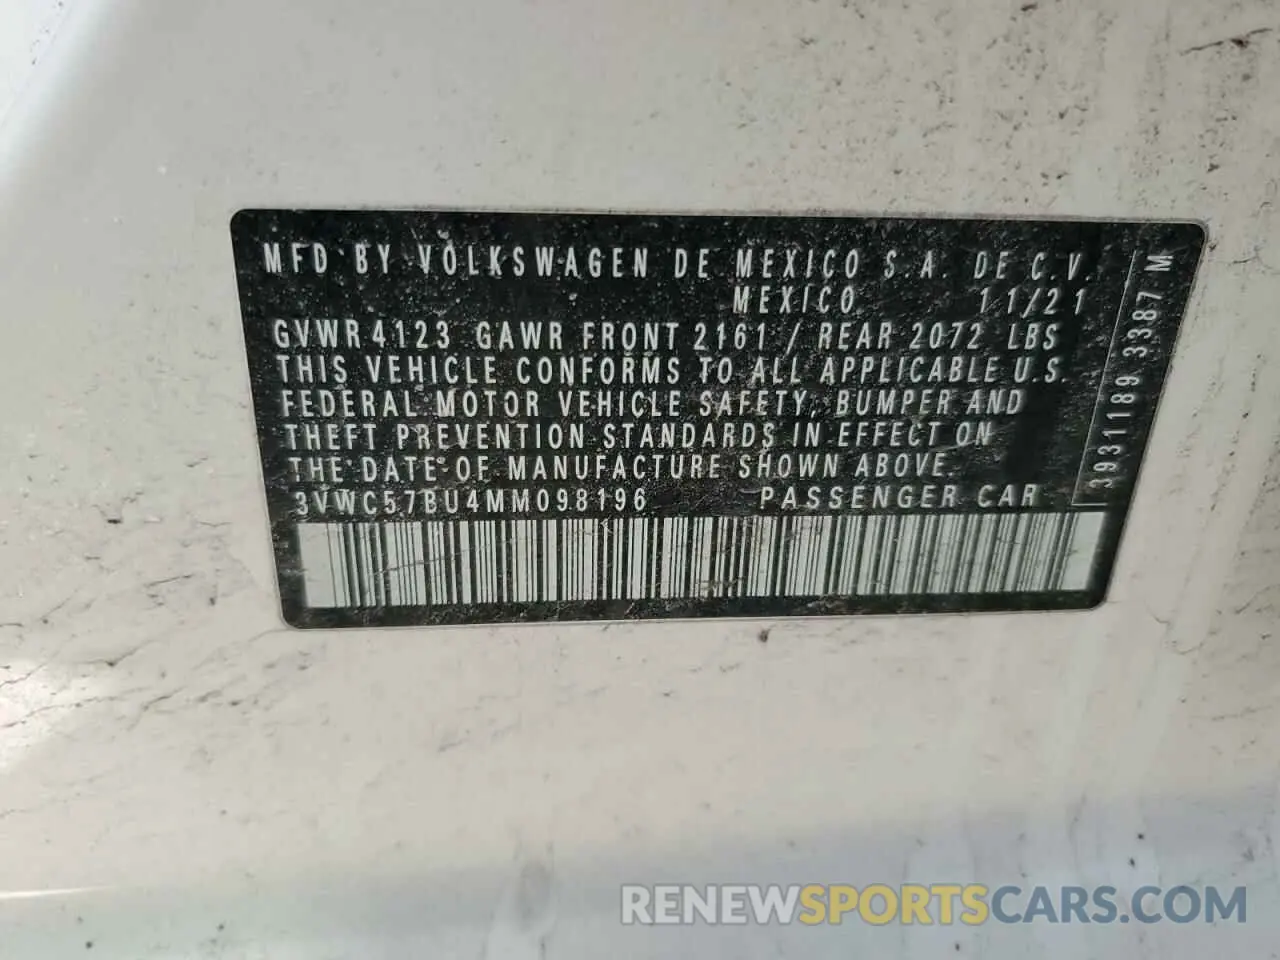 MFD BY VOLKSWAGEN DE MEXICO S.A. DE C.V.
MEXICO 11/21
GVWR 4123 GAWR FRONT 2161 / REAR 2072 LBS
THIS VEHICLE CONFORMS TO ALL APPLICABLE U.S.
FEDERAL MOTOR VEHICLE SAFETY, BUMPER AND
THEFT PREVENTION STANDARDS IN EFFECT ON
THE DATE OF MANUFACTURE SHOWN ABOVE.
3VWC57BU4MM098196 PASSENGER CAR
3931189 3387 M
RENEWSPORTSCARS.COM